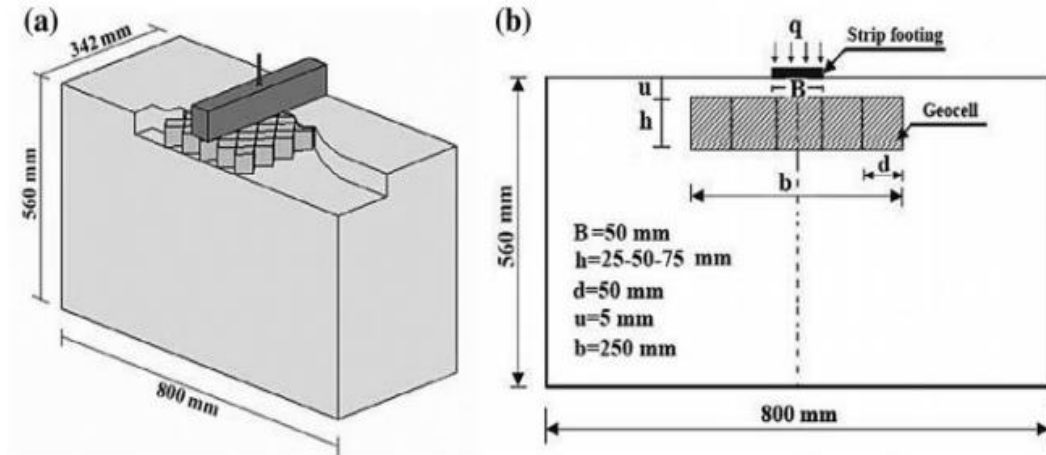 (a)
342 mm
560 mm
800 mm
(b)
q
Strip footing
u
B
h
Geocell
d
b
560 mm
B=50 mm
h=25-50-75 mm
d=50 mm
u=5 mm
b=250 mm
800 mm